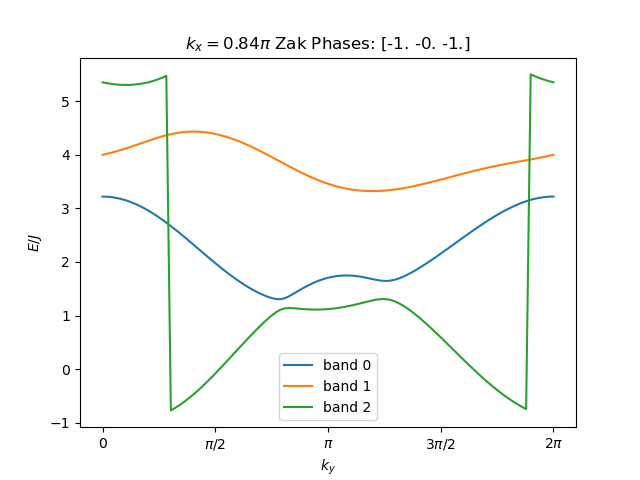 $k_x = 0.84\pi$ Zak Phases: [-1. -0. -1.]
E/J
5
4
3
2
1
0
−1
band 0
band 1
band 2
0 π/2 π 3π/2 2π
$k_y$